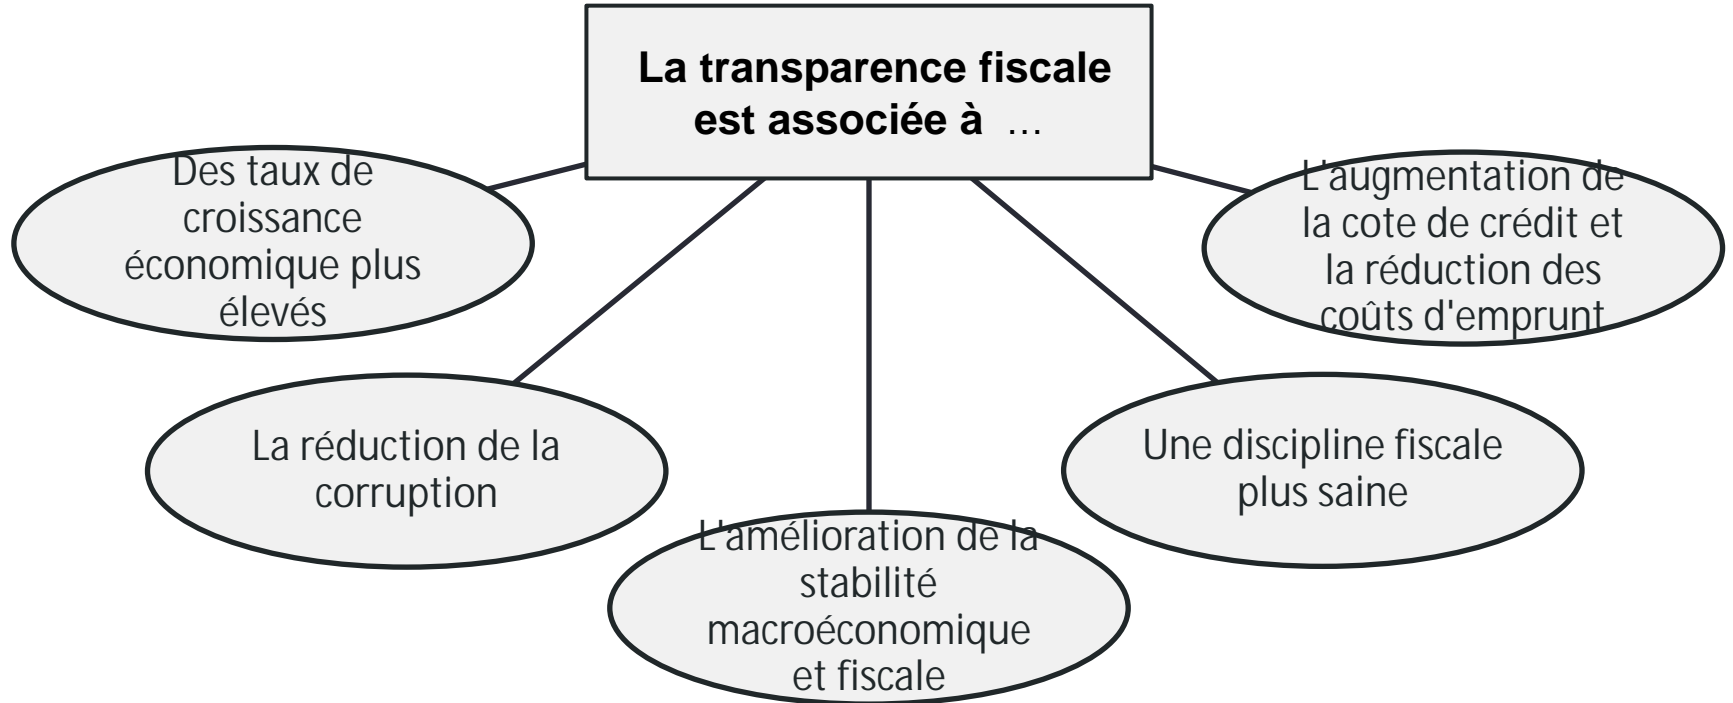 La transparence fiscale
est associée à ...
Des taux de
croissance
économique plus
élevés
La réduction de la
corruption
L'amélioration de la
stabilité
macroéconomique
et fiscale
Une discipline fiscale
plus saine
L'augmentation de
la cote de crédit et
la réduction des
coûts d'emprunt